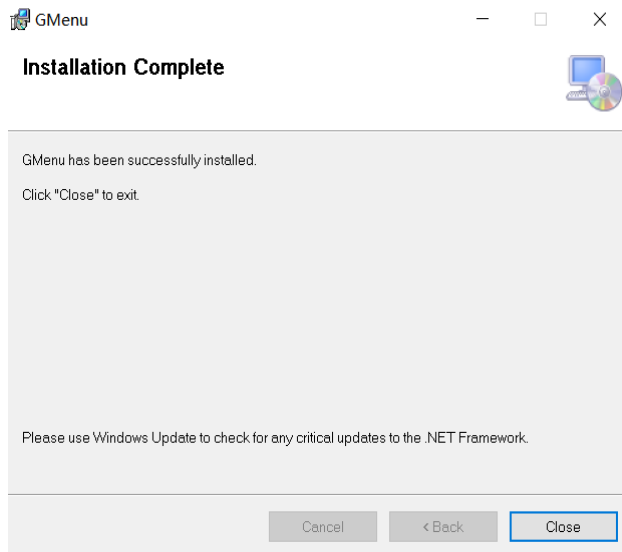 GMenu
Installation Complete
GMenu has been successfully installed.
Click "Close" to exit.
Please use Windows Update to check for any critical updates to the .NET Framework.
Cancel
< Back
Close